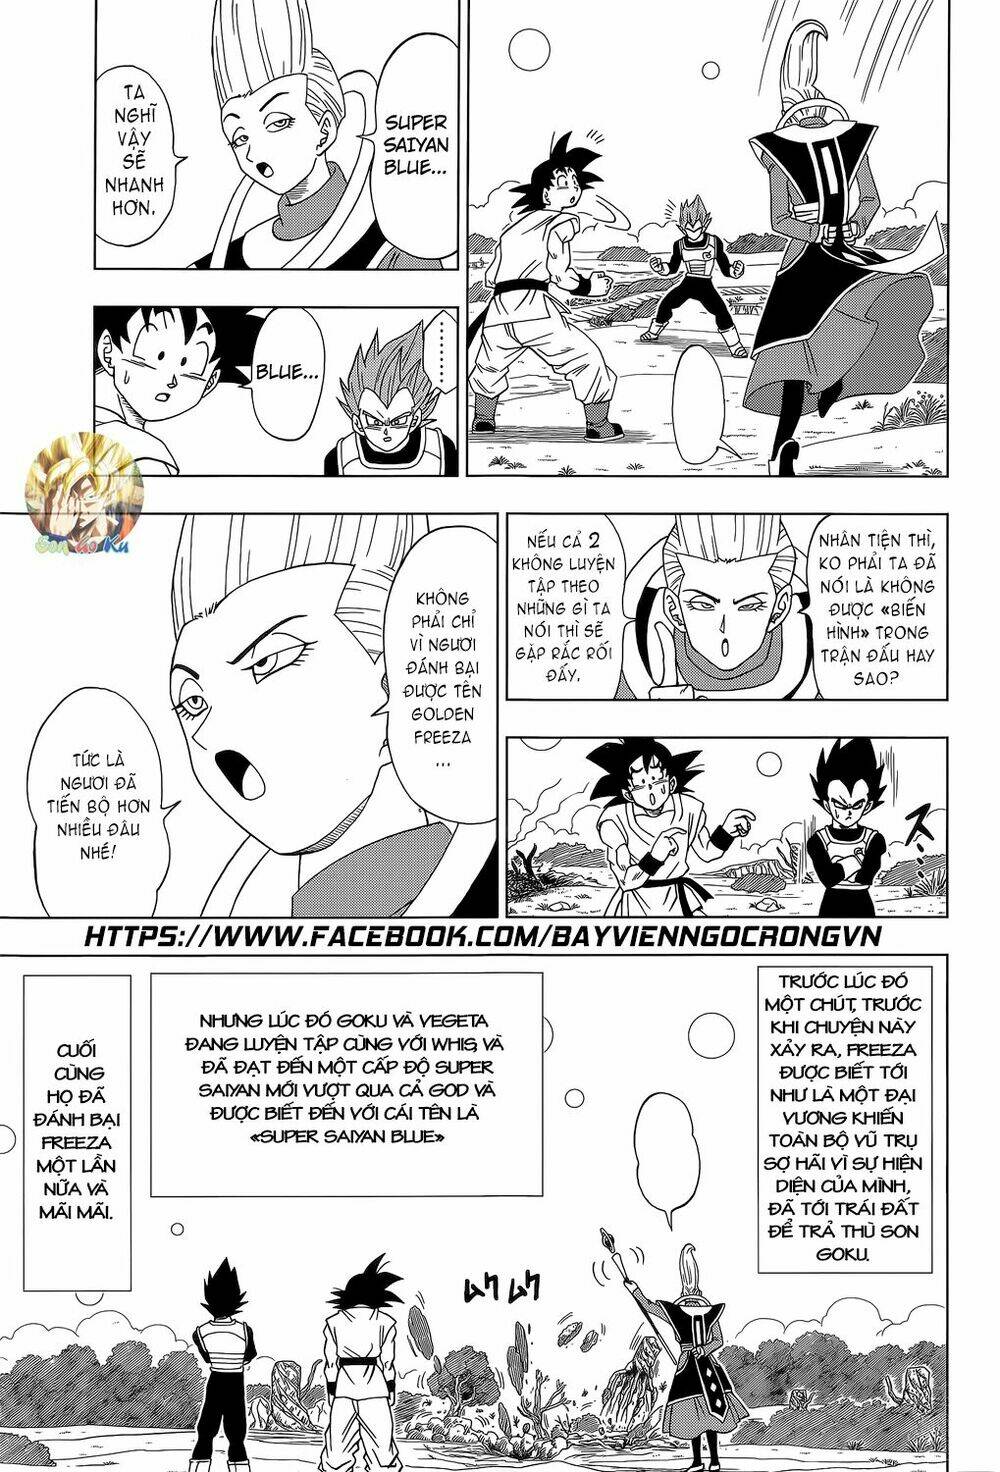 SUPER
SAIYAN
BLUE...
TA
NGHĨ
VẬY
SẼ
NHANH
HƠN.
.......
BLUE...
NHÂN TIỆN THÌ,
KO PHẢI TA ĐÃ
NÓI LÀ KHÔNG
ĐƯỢC «BIẾN
HÌNH» TRONG
TRẬN ĐẤU HAY
SAO?
NẾU CẢ 2
KHÔNG LUYỆN
TẬP THEO
NHỮNG GÌ TA
NÓI THÌ SẼ
GẶP RẮC RỐI
ĐẤY.
KHÔNG
PHẢI CHỈ
VÌ NGƯƠI
ĐÁNH BẠI
ĐƯỢC TÊN
GOLDEN
FREEZA
...
TỨC LÀ
NGƯƠI ĐÃ
TIẾN BỘ HƠN
NHIỀU ĐÂU
NHÉ!
Son Go Ku
HTTPS://WWW.FACEBOOK.COM/BAYVIENNGOCRONGVN
TRƯỚC LÚC ĐÓ
MỘT CHÚT, TRƯỚC
KHI CHUYỆN NÀY
XẢY RA, FREEZA
ĐƯỢC BIẾT TỚI
NHƯ LÀ MỘT ĐẠI
VƯƠNG KHIẾN
TOÀN BỘ VŨ TRỤ
SỢ HÃI VÌ SỰ HIỆN
DIỆN CỦA MÌNH,
ĐÃ TỚI TRÁI ĐẤT
ĐỂ TRẢ THÙ SON
GOKU.
NHƯNG LÚC ĐÓ GOKU VÀ VEGETA
ĐANG LUYỆN TẬP CÙNG VỚI WHIS, VÀ
ĐÃ ĐẠT ĐẾN MỘT CẤP ĐỘ SUPER
SAIYAN MỚI VƯỢT QUA CẢ GOD VÀ
ĐƯỢC BIẾT ĐẾN VỚI CÁI TÊN LÀ
«SUPER SAIYAN BLUE»
CUỐI
CÙNG
HỌ ĐÃ
ĐÁNH BẠI
FREEZA
MỘT LẦN
NỮA VÀ
MÃI MÃI.
ムク ムク